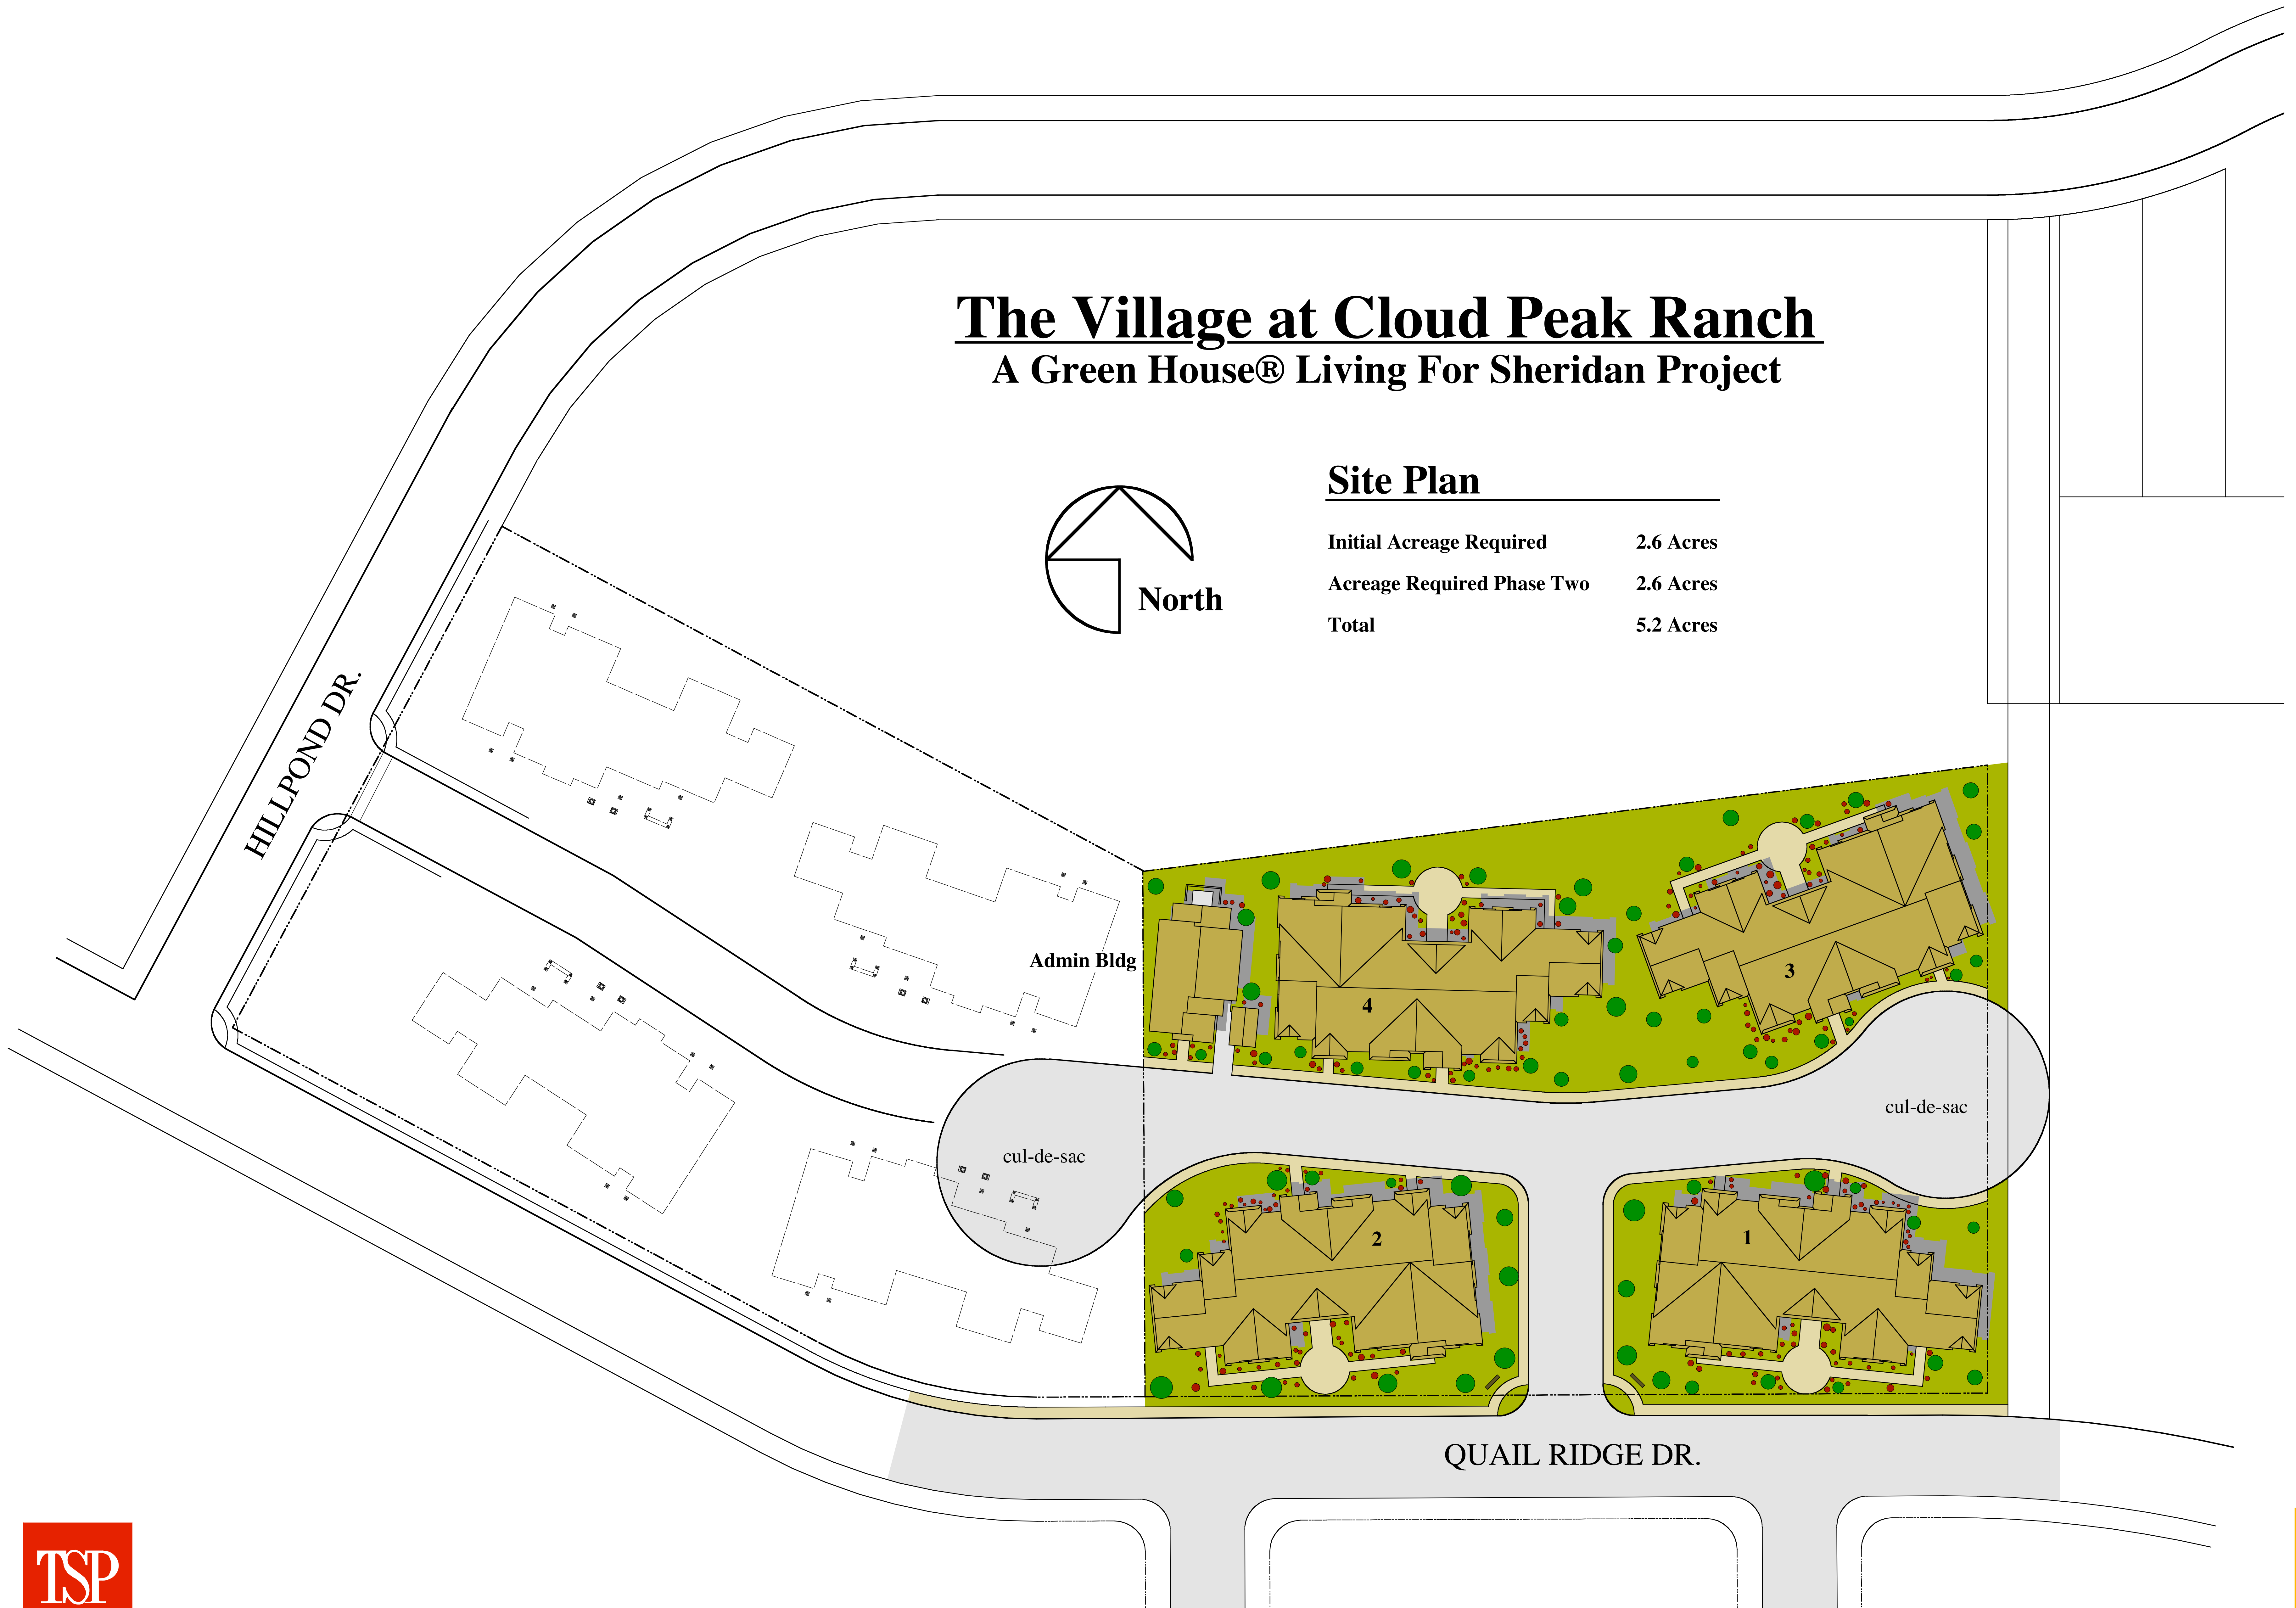 The Village at Cloud Peak Ranch
A Green House® Living For Sheridan Project
Site Plan
Initial Acreage Required 2.6 Acres
Acreage Required Phase Two 2.6 Acres
Total 5.2 Acres
North
HILLPOND DR.
Admin Bldg
4
3
cul-de-sac
cul-de-sac
2
1
QUAIL RIDGE DR.
TSP